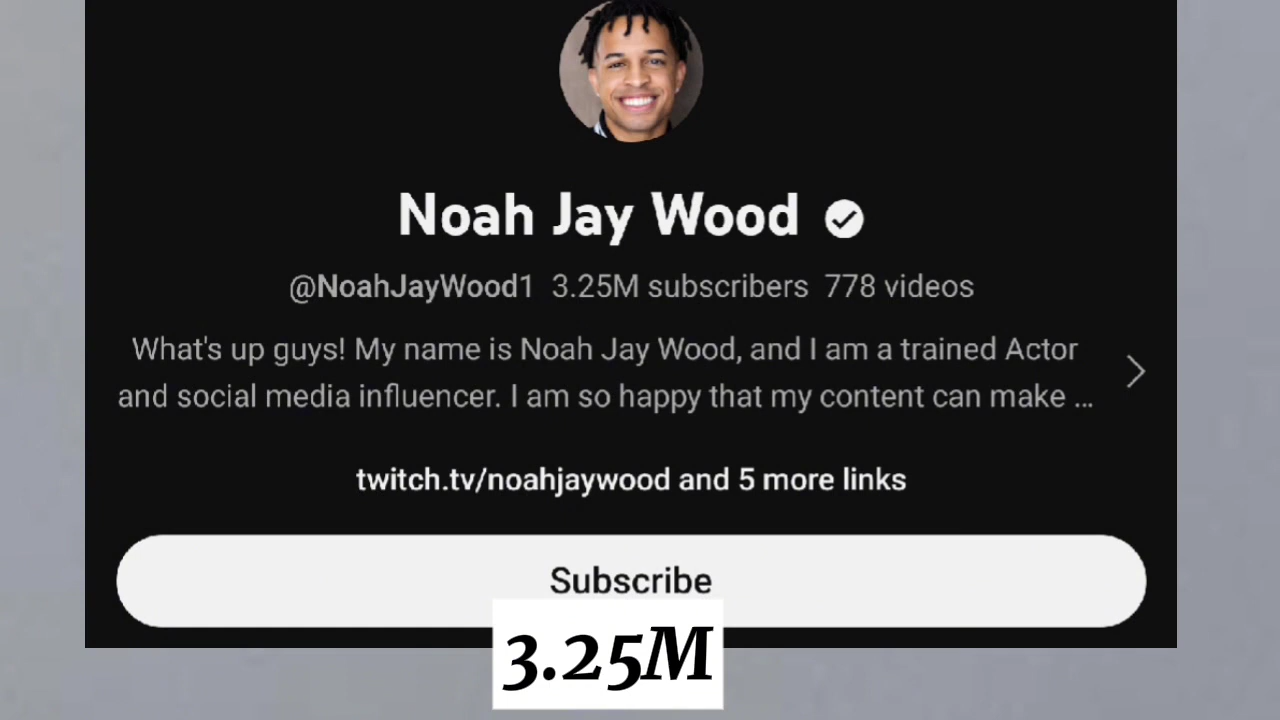 Noah Jay Wood
@NoahJayWood1 3.25M subscribers 778 videos
What's up guys! My name is Noah Jay Wood, and I am a trained Actor
and social media influencer. I am so happy that my content can make ...
twitch.tv/noahjaywood and 5 more links
Subscribe
3.25M